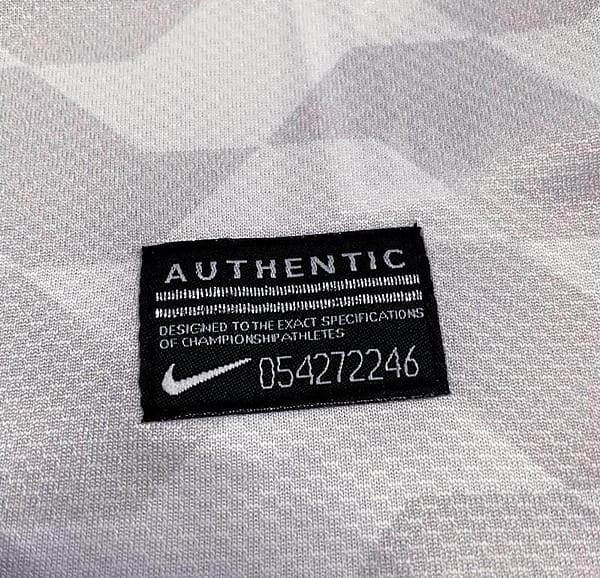 AUTHENTIC
DESIGNED TO THE EXACT SPECIFICATIONS
OF CHAMPIONSHIP ATHLETES
054272246